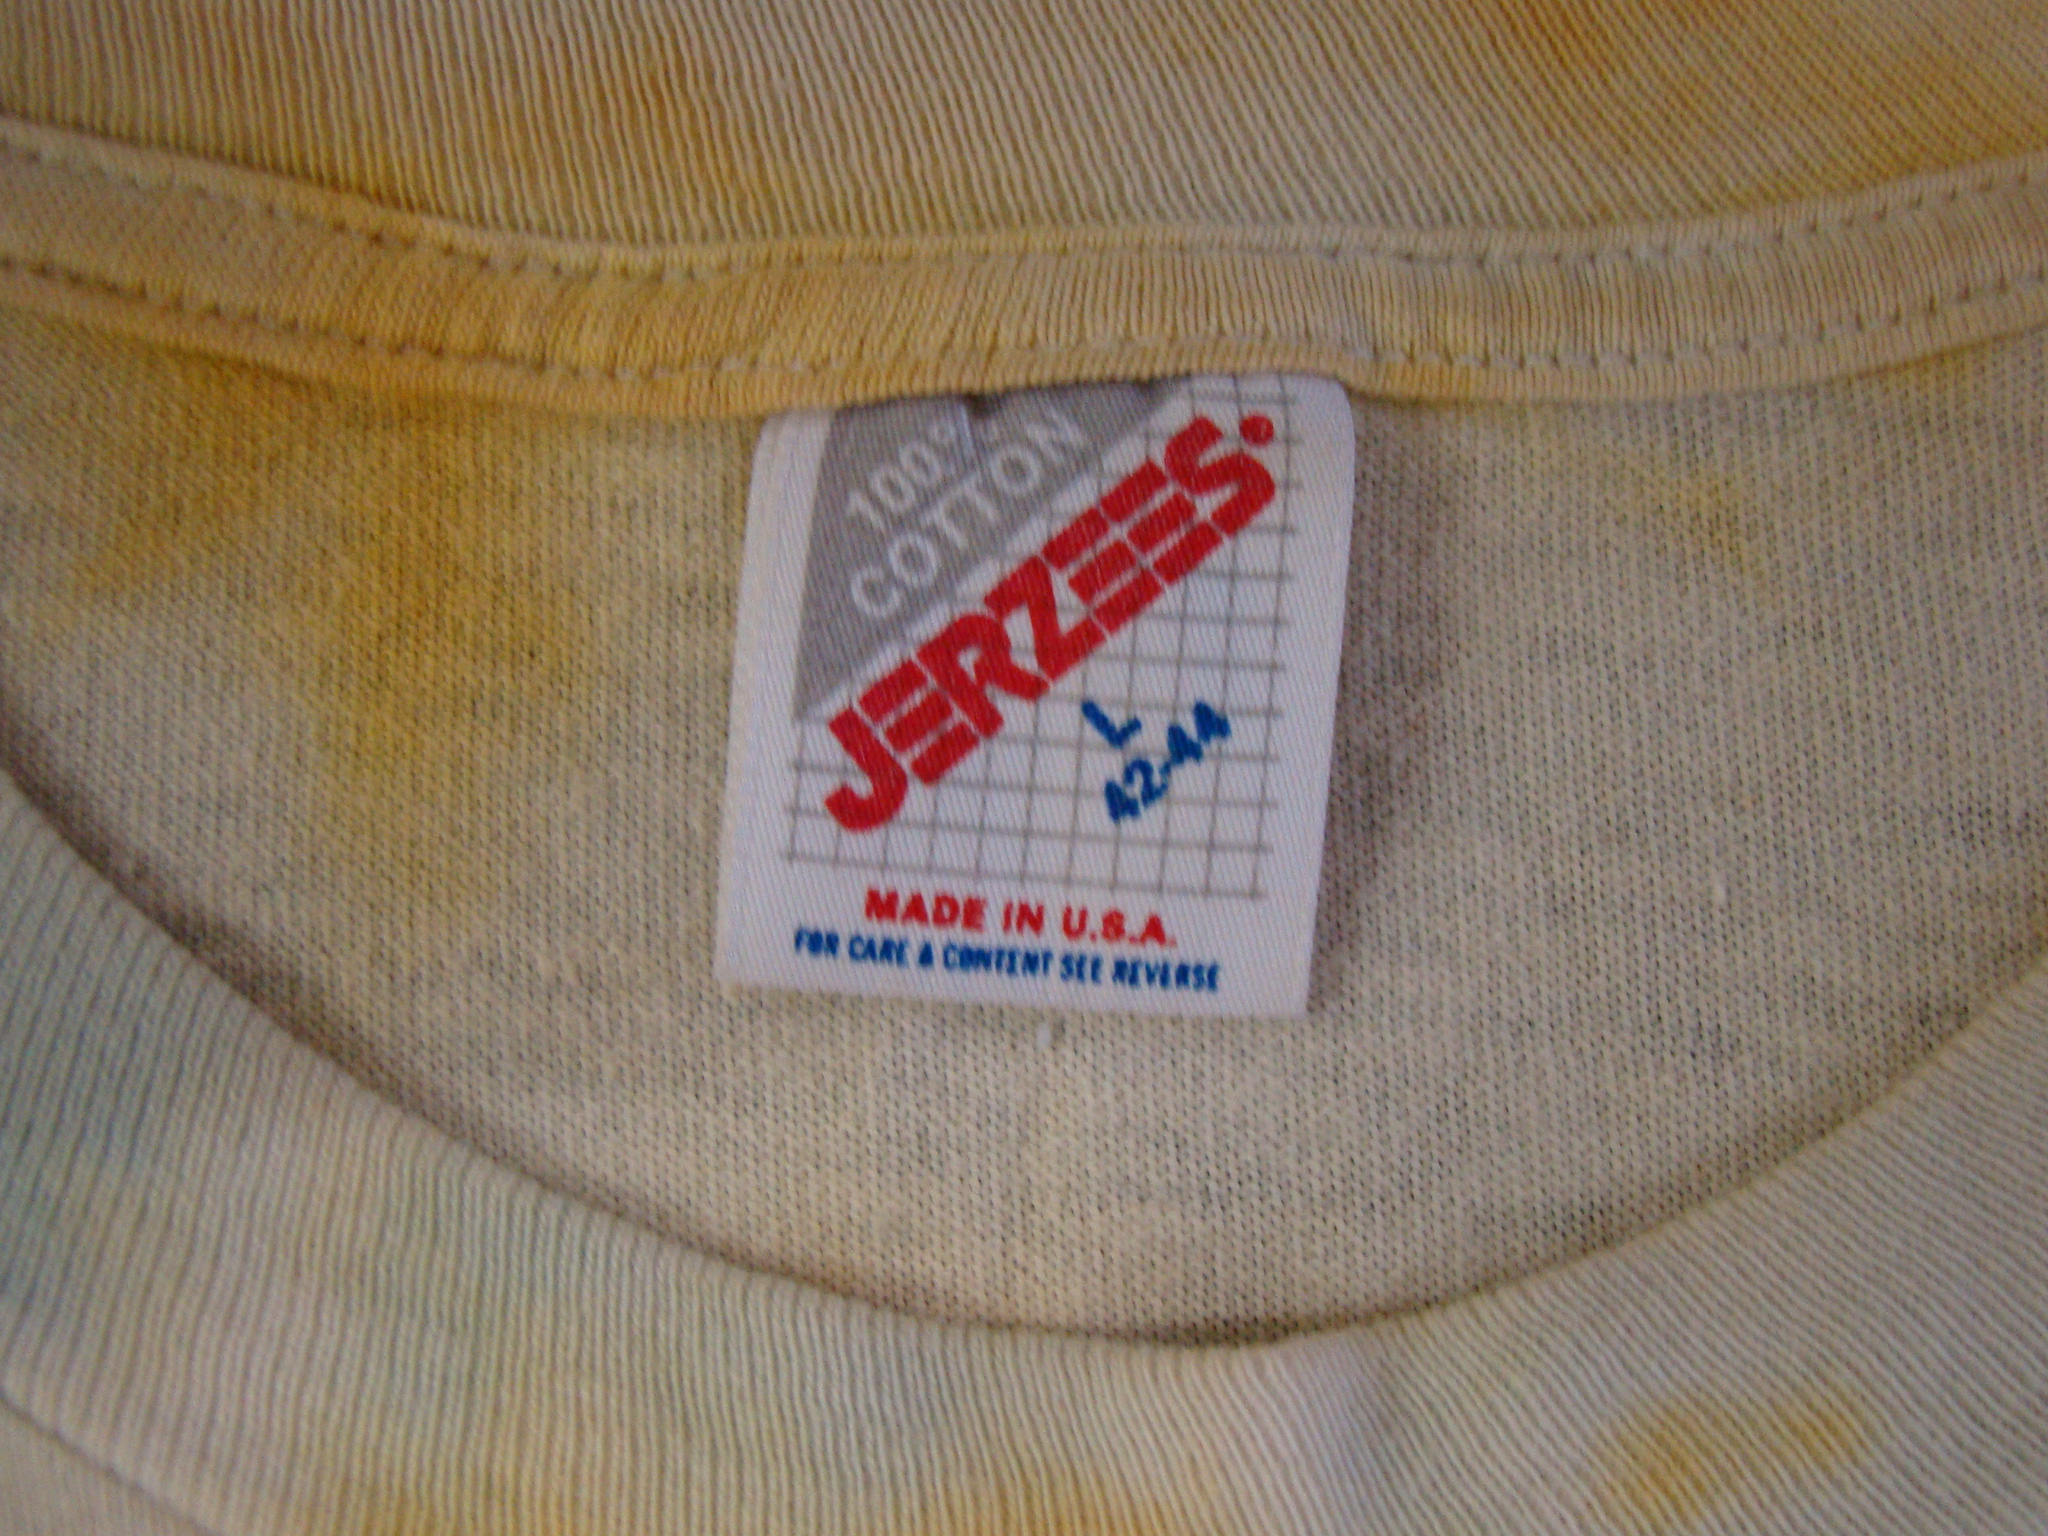 100%
COTTON
JERZEES
L
42-44
MADE IN U.S.A.
FOR CARE & CONTENT SEE REVERSE